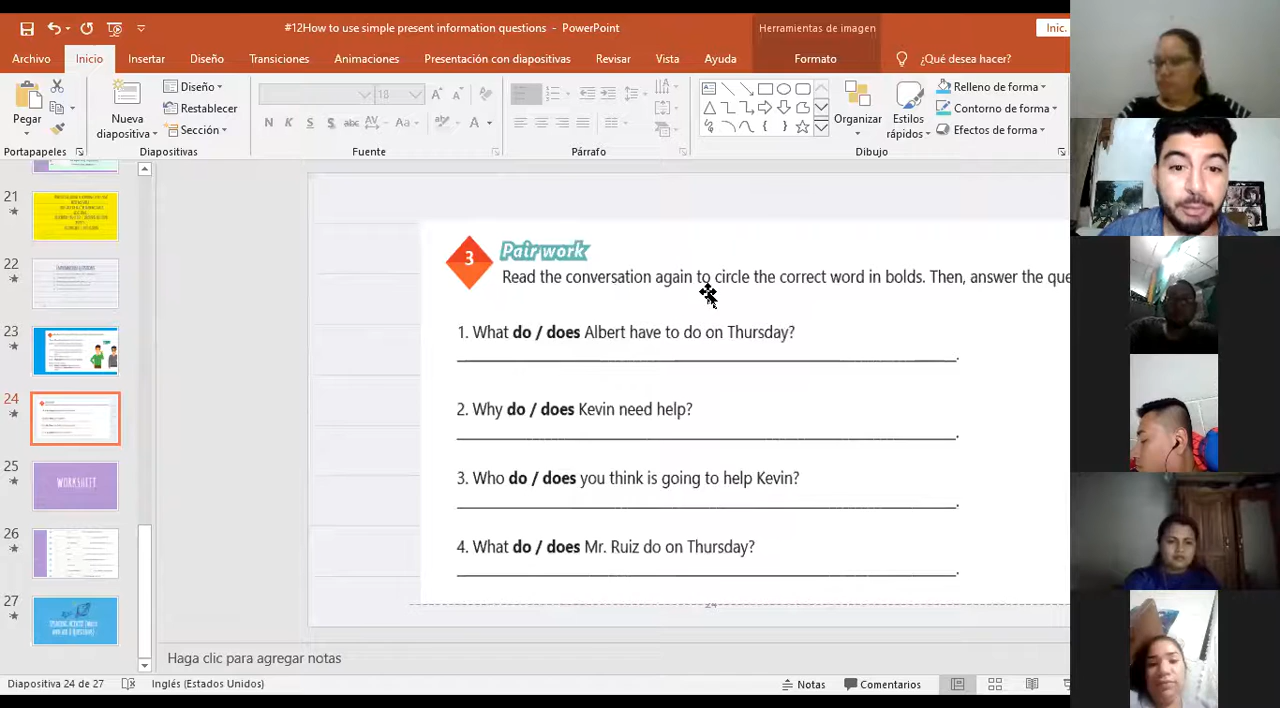 #12How to use simple present information questions - PowerPoint
Herramientas de imagen
Inic.
Archivo
Inicio
Insertar
Diseño
Transiciones
Animaciones
Presentación con diapositivas
Revisar
Vista
Ayuda
Formato
¿Qué desea hacer?
Pegar
Nueva diapositiva
Diseño
Restablecer
Sección
18
N K S S abc AV Aa A
Organizar
Estilos rápidos
Relleno de forma
Contorno de forma
Efectos de forma
Portapapeles
Diapositivas
Fuente
Párrafo
Dibujo
21
22
23
24
25
WORKSHEET
26
27
3
Pair work
Read the conversation again to circle the correct word in bolds. Then, answer the que
1. What do / does Albert have to do on Thursday?
2. Why do / does Kevin need help?
3. Who do / does you think is going to help Kevin?
4. What do / does Mr. Ruiz do on Thursday?
24
Haga clic para agregar notas
Diapositiva 24 de 27
Inglés (Estados Unidos)
Notas
Comentarios